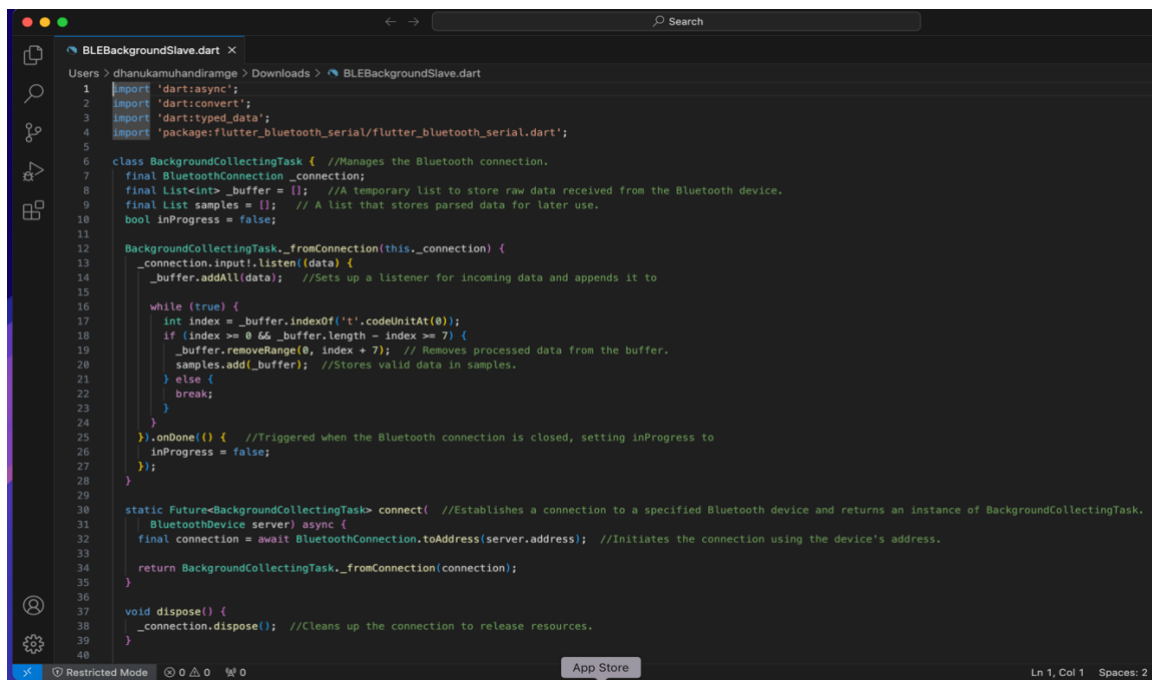 Search
BLEBackgroundSlave.dart
Users > dhanukamuhandiramge > Downloads > BLEBackgroundSlave.dart
1 import 'dart:async';
2 import 'dart:convert';
3 import 'dart:typed_data';
4 import 'package:flutter_bluetooth_serial/flutter_bluetooth_serial.dart';
5
6 class BackgroundCollectingTask { //Manages the Bluetooth connection.
7 final BluetoothConnection _connection;
8 final List<int> _buffer = []; //A temporary list to store raw data received from the Bluetooth device.
9 final List samples = []; // A list that stores parsed data for later use.
10 bool inProgress = false;
11
12 BackgroundCollectingTask._fromConnection(this._connection) {
13 _connection.input!.listen((data) {
14 _buffer.addAll(data); //Sets up a listener for incoming data and appends it to
15
16 while (true) {
17 int index = _buffer.indexOf('t'.codeUnitAt(0));
18 if (index >= 0 && _buffer.length - index >= 7) {
19 _buffer.removeRange(0, index + 7); // Removes processed data from the buffer.
20 samples.add(_buffer); //Stores valid data in samples.
21 } else {
22 break;
23 }
24 }
25 }).onDone(() { //Triggered when the Bluetooth connection is closed, setting inProgress to
26 inProgress = false;
27 });
28 }
29
30 static Future<BackgroundCollectingTask> connect( //Establishes a connection to a specified Bluetooth device and returns an instance of BackgroundCollectingTask.
31 BluetoothDevice server) async {
32 final connection = await BluetoothConnection.toAddress(server.address); //Initiates the connection using the device's address.
33
34 return BackgroundCollectingTask._fromConnection(connection);
35 }
36
37 void dispose() {
38 _connection.dispose(); //Cleans up the connection to release resources.
39 }
40
Restricted Mode 0 0 0
App Store
Ln 1, Col 1 Spaces: 2